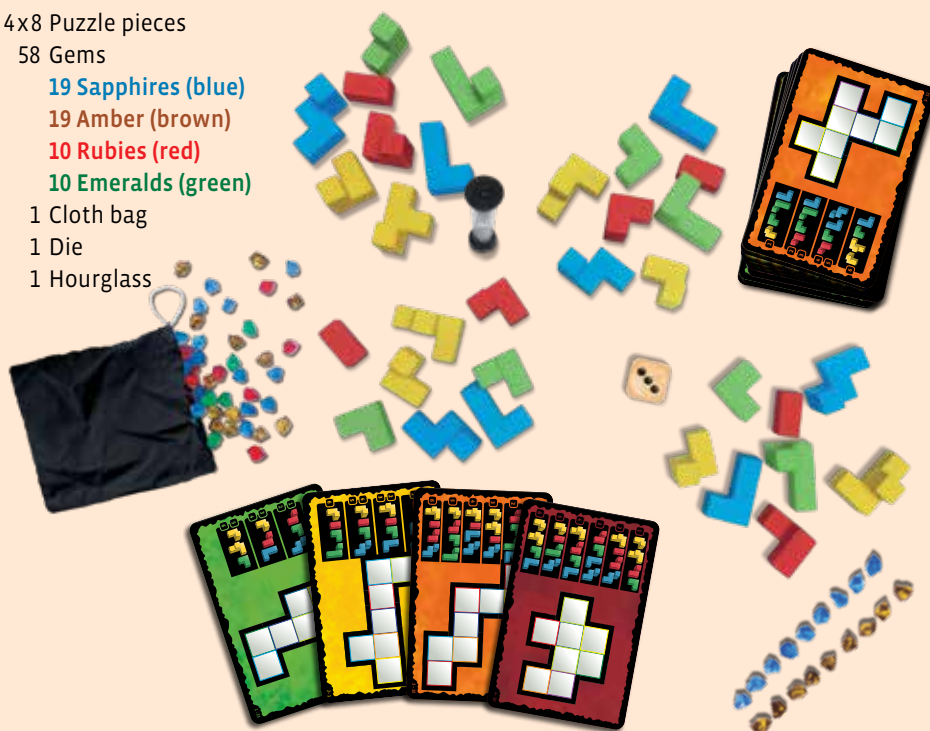 4x8 Puzzle pieces
58 Gems
19 Sapphires (blue)
19 Amber (brown)
10 Rubies (red)
10 Emeralds (green)
1 Cloth bag
1 Die
1 Hourglass